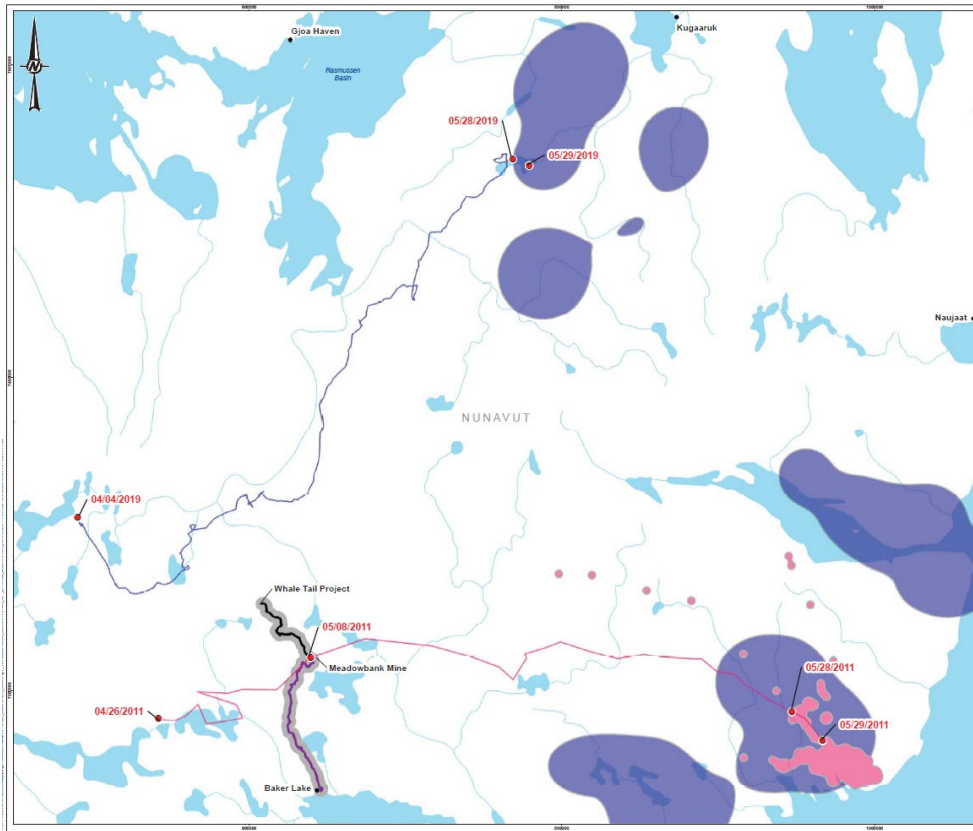 Gjoa Haven
Kugaaruk
N
Rasmussen
Basin
05/28/2019
05/29/2019
Naujaat
NUNAVUT
04/04/2019
Whale Tail Project
05/08/2011
Meadowbank Mine
05/28/2011
04/26/2011
05/29/2011
Baker Lake